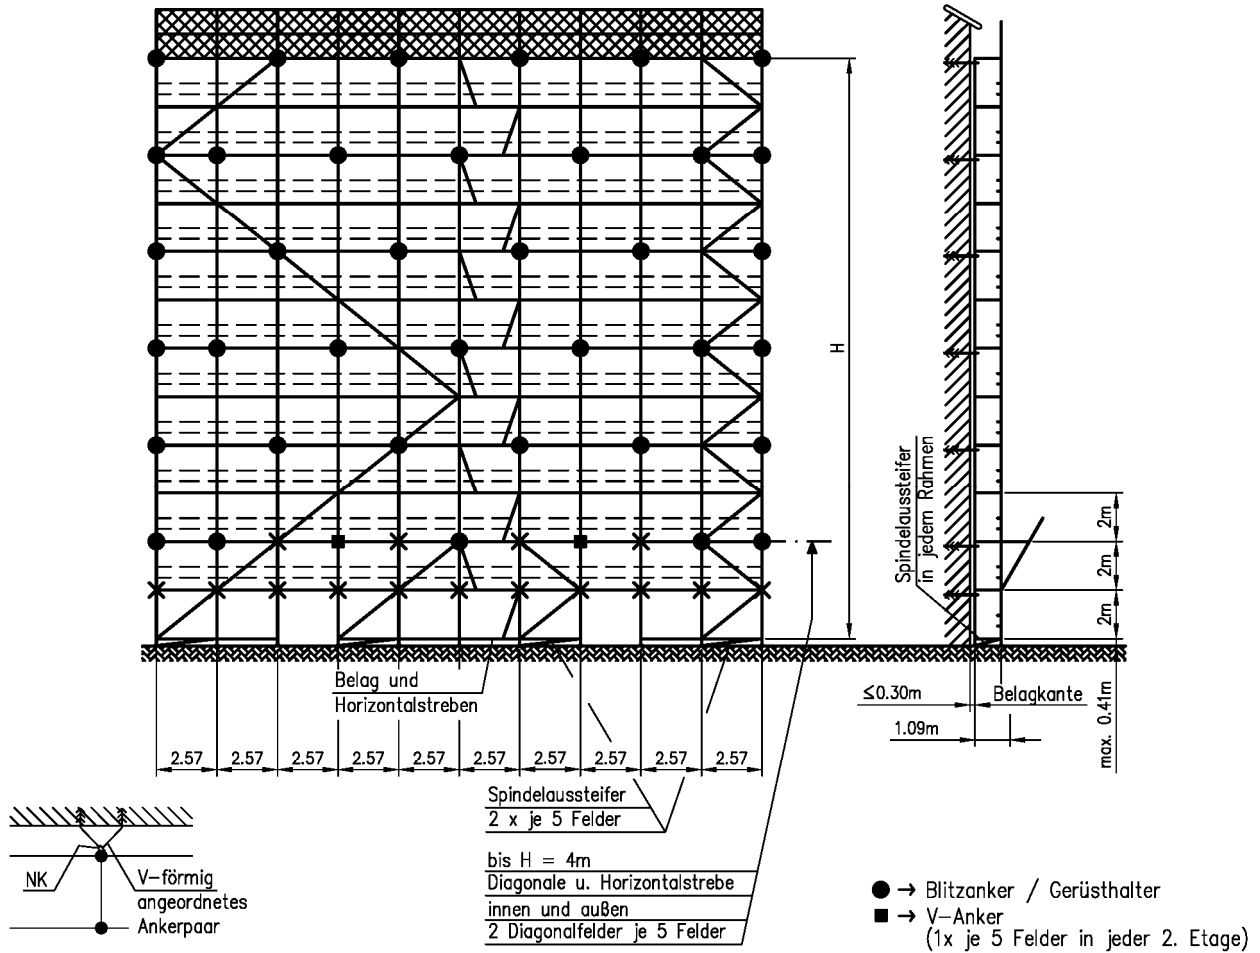 H
Spindelaussteifer
in jedem Rahmen
2m
2m
2m
Belag und
Horizontalstreben
≤0.30m
Belagkante
1.09m
max. 0.41m
2.57 2.57 2.57 2.57 2.57 2.57 2.57 2.57 2.57 2.57
Spindelaussteifer
2 x je 5 Felder
bis H = 4m
Diagonale u. Horizontalstrebe
innen und außen
2 Diagonalfelder je 5 Felder
NK
V-förmig
angeordnetes
Ankerpaar
→ Blitzanker / Gerüsthalter
→ V-Anker
(1x je 5 Felder in jeder 2. Etage)